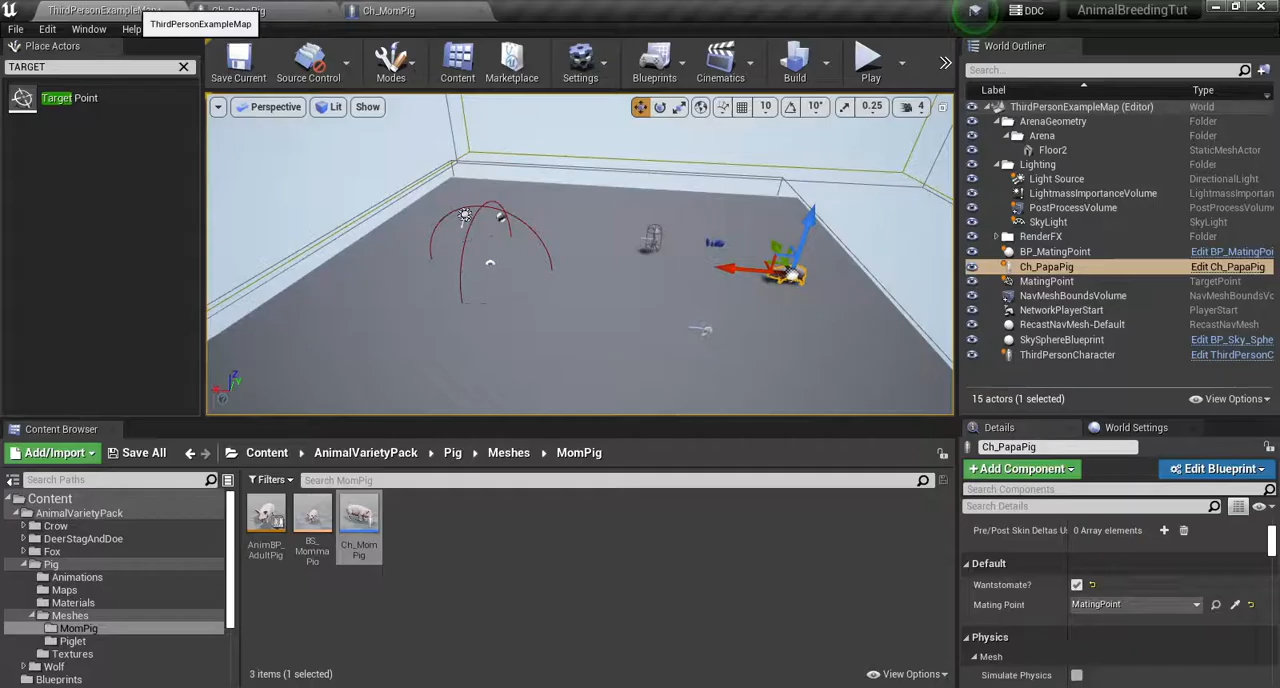 ThirdPersonExampleMap
Ch_MomPig
DDC
AnimalBreedingTut
File Edit Window Help
ThirdPersonExampleMap
Place Actors
TARGET
Target Point
Save Current
Source Control
Modes
Content
Marketplace
Settings
Blueprints
Cinematics
Build
Play
Perspective
Lit
Show
10
10°
0.25
4
World Outliner
Search...
Label
Type
ThirdPersonExampleMap (Editor) World
ArenaGeometry Folder
Arena Folder
Floor2 StaticMeshActor
Lighting Folder
Light Source DirectionalLight
LightmassImportanceVolume LightmassImportan
PostProcessVolume PostProcessVolum
SkyLight SkyLight
RenderFX Folder
BP_MatingPoint Edit BP_MatingPoi
Ch_PapaPig Edit Ch_PapaPig
MatingPoint TargetPoint
NavMeshBoundsVolume NavMeshBoundsVo
NetworkPlayerStart PlayerStart
RecastNavMesh-Default RecastNavMesh
SkySphereBlueprint Edit BP_Sky_Sphe
ThirdPersonCharacter Edit ThirdPersonC
15 actors (1 selected)
View Options
Content Browser
Add/Import
Save All
Content
AnimalVarietyPack
Pig
Meshes
MomPig
Search Paths
Filters
Search MomPig
Content
AnimalVarietyPack
Crow
DeerStagAndDoe
Fox
Pig
Animations
Maps
Materials
Meshes
MomPig
Piglet
Textures
Wolf
Blueprints
AnimBP_
AdultPig
BS_
Momma
Pig
Ch_Mom
Pig
3 items (1 selected)
View Options
Details
World Settings
Ch_PapaPig
+Add Component
Edit Blueprint
Search Components
Search Details
Pre/Post Skin Deltas U: 0 Array elements
Default
Wantstomate?
Mating Point MatingPoint
Physics
Mesh
Simulate Physics